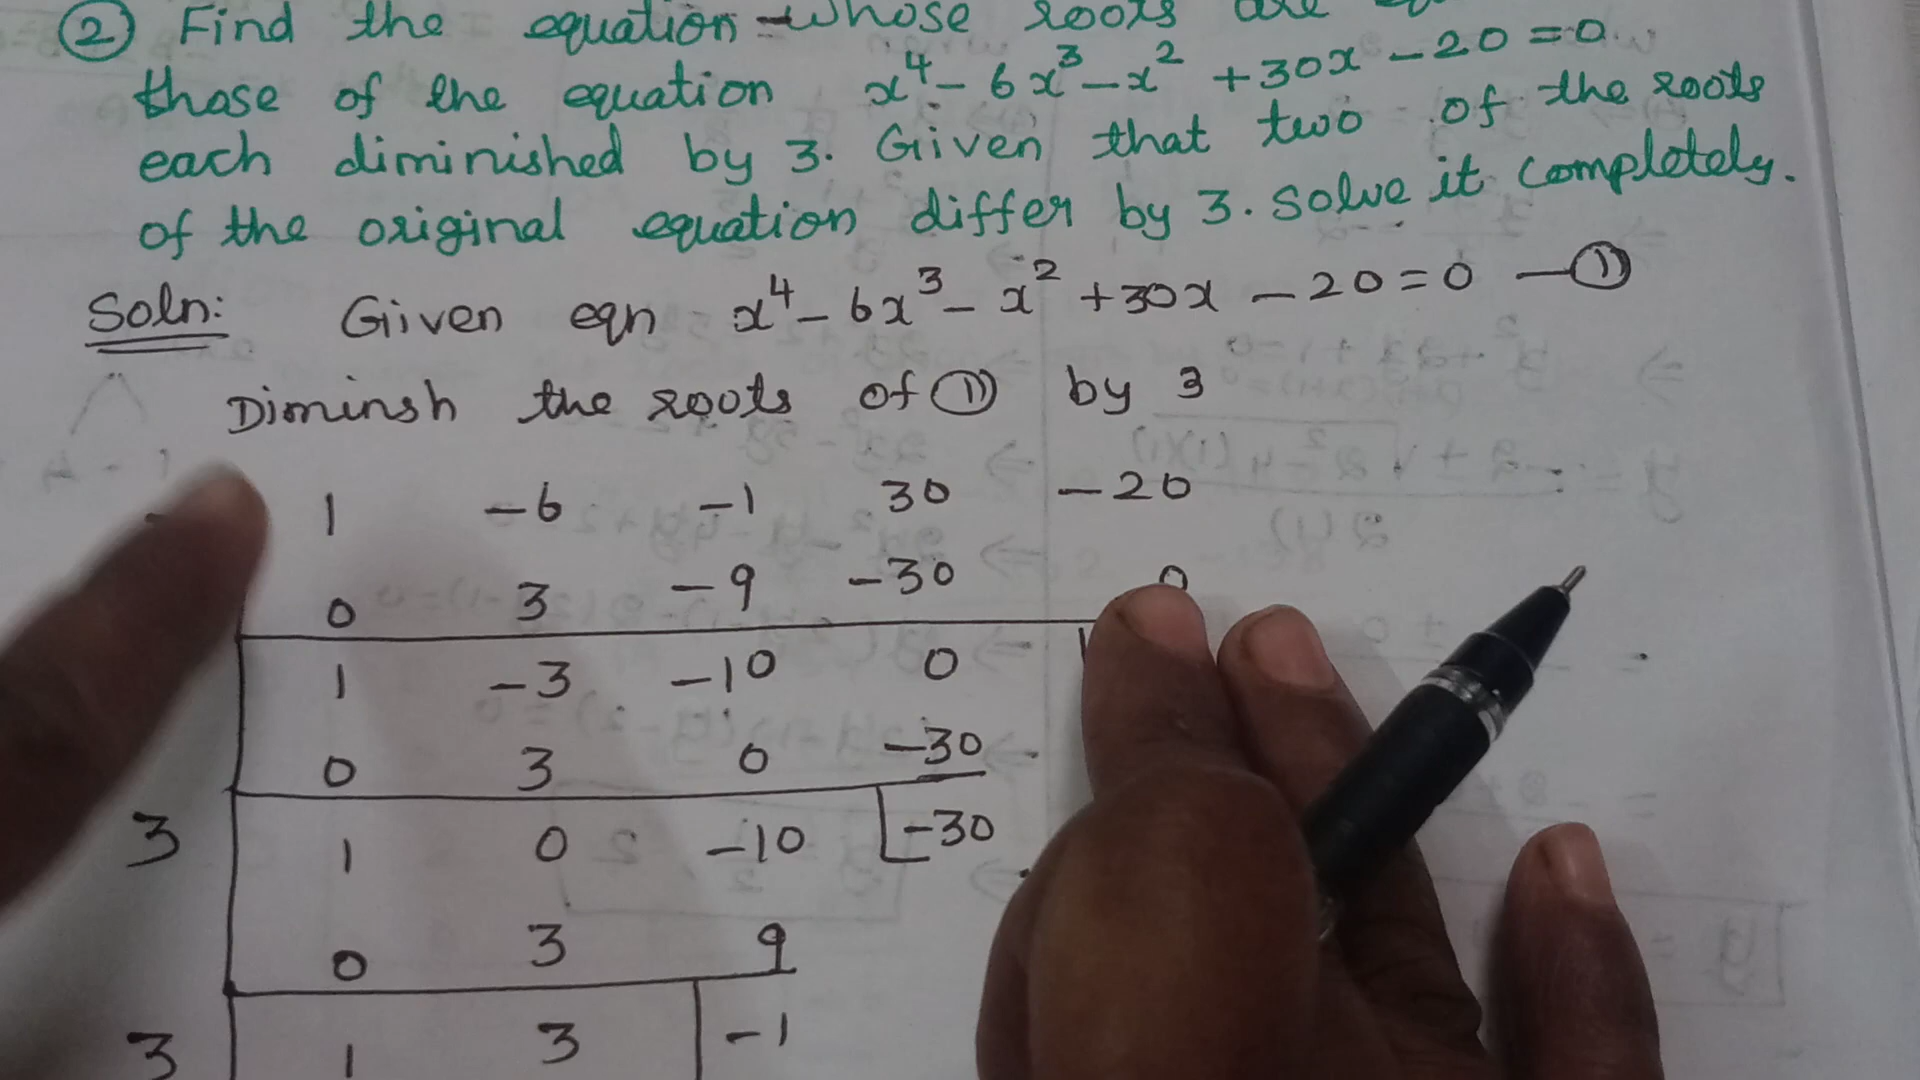 ② Find the equation whose roots are
those of the equation x⁴ - 6x³ - x² + 30x - 20 = 0
each diminished by 3. Given that two of the roots
of the original equation differ by 3. solve it completely.
Soln: Given eqn x⁴ - 6x³ - x² + 30x - 20 = 0 — ①
Diminsh the roots of ① by 3
1 -6 -1 30 -20
0 3 -9 -30 0
1 -3 -10 0
0 3 0 -30
3 1 0 -10 -30
0 3 9
3 1 3 -1